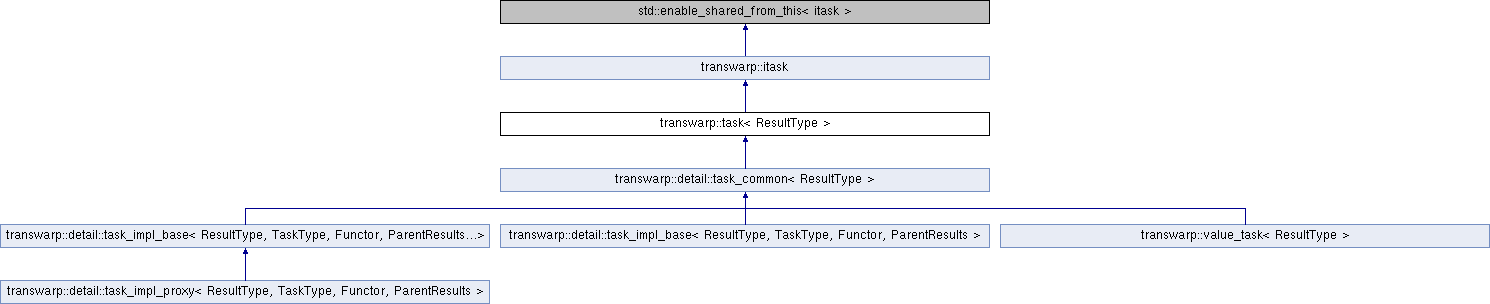 std::enable_shared_from_this< itask >
transwarp::itask
transwarp::task< ResultType >
transwarp::detail::task_common< ResultType >
transwarp::detail::task_impl_base< ResultType, TaskType, Functor, ParentResults...>
transwarp::detail::task_impl_base< ResultType, TaskType, Functor, ParentResults >
transwarp::value_task< ResultType >
transwarp::detail::task_impl_proxy< ResultType, TaskType, Functor, ParentResults >